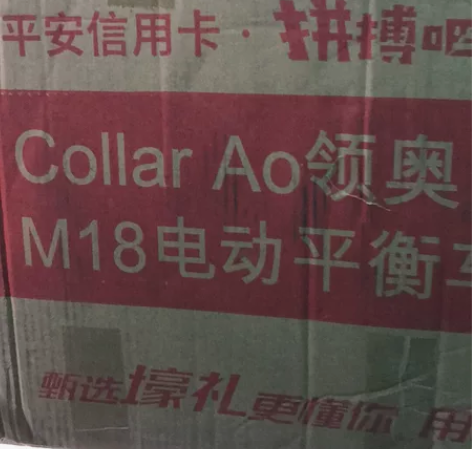 平安信用卡·拼搏吧
Collar Ao领奥
M18电动平衡车
甄选壕礼更懂你 用